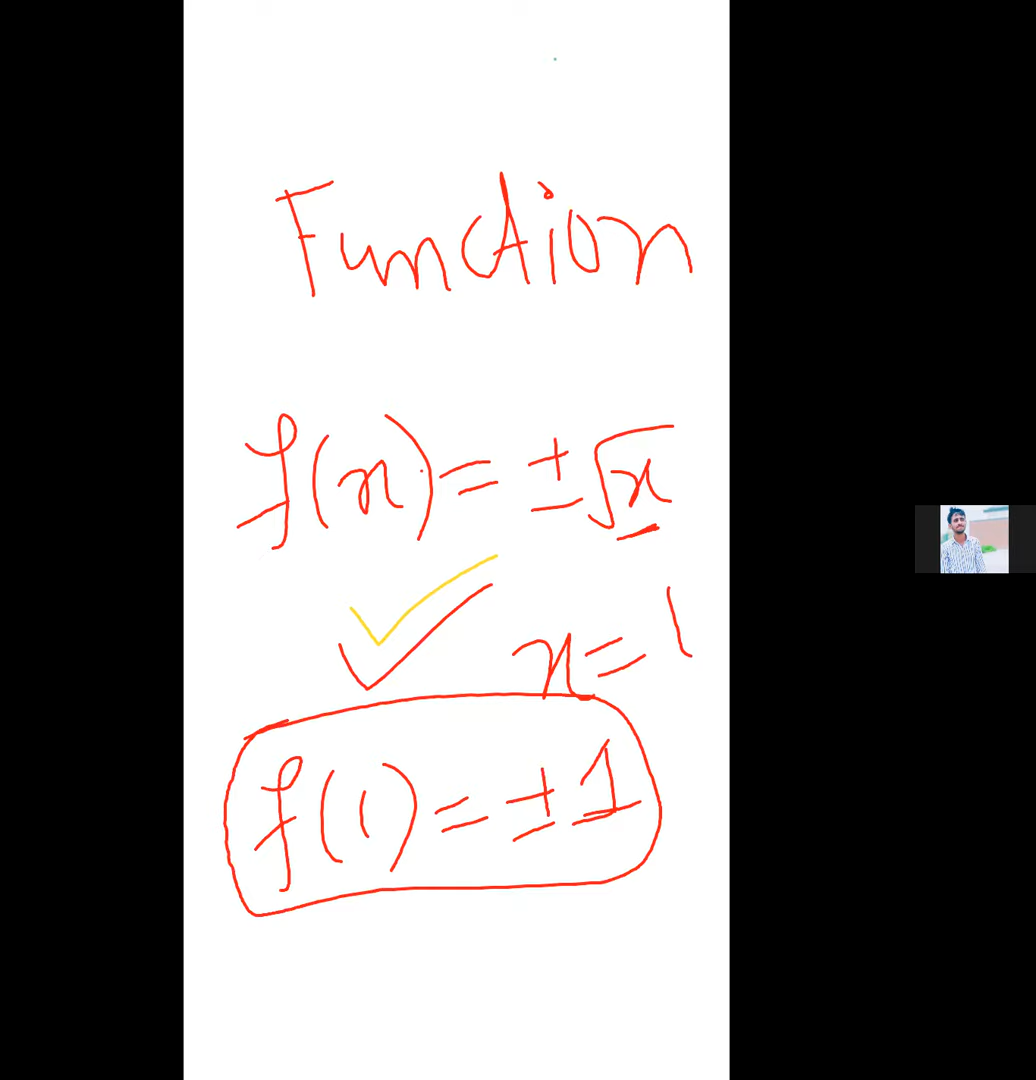 Function
f(x) = ±√x
x = 1
f(1) = ±1